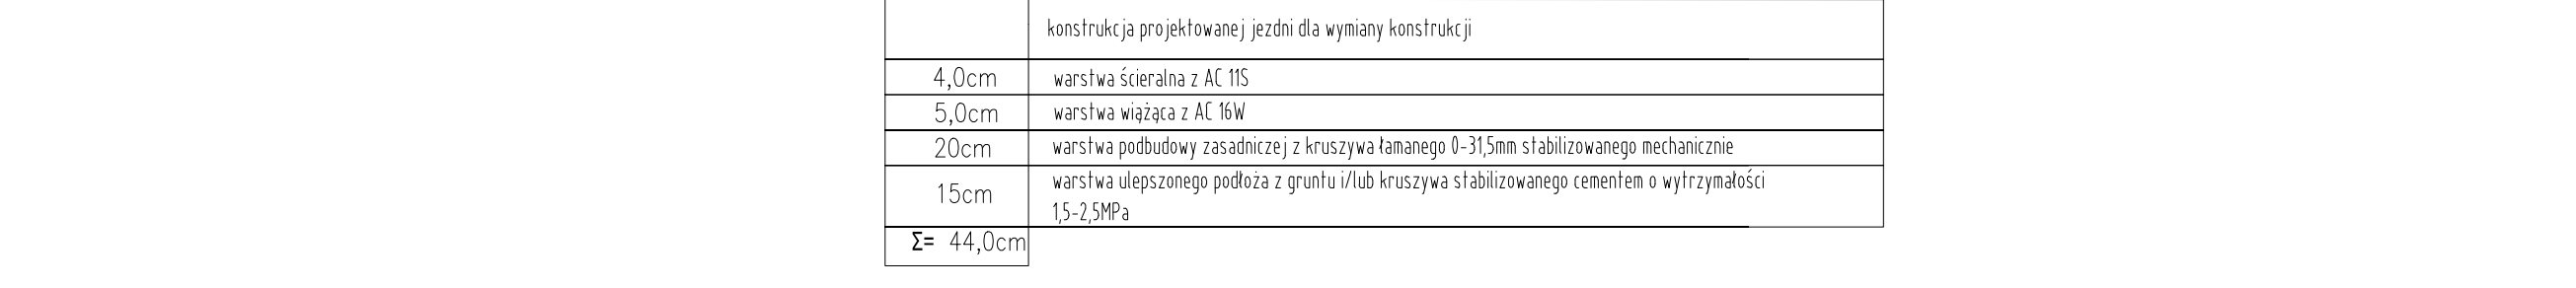 konstrukcja projektowanej jezdni dla wymiany konstrukcji
4,0cm warstwa ścieralna z AC 11S
5,0cm warstwa wiążąca z AC 16W
20cm warstwa podbudowy zasadniczej z kruszywa łamanego 0-31,5mm stabilizowanego mechanicznie
15cm warstwa ulepszonego podłoża z gruntu i/lub kruszywa stabilizowanego cementem o wytrzymałości
1,5-2,5MPa
Σ= 44,0cm